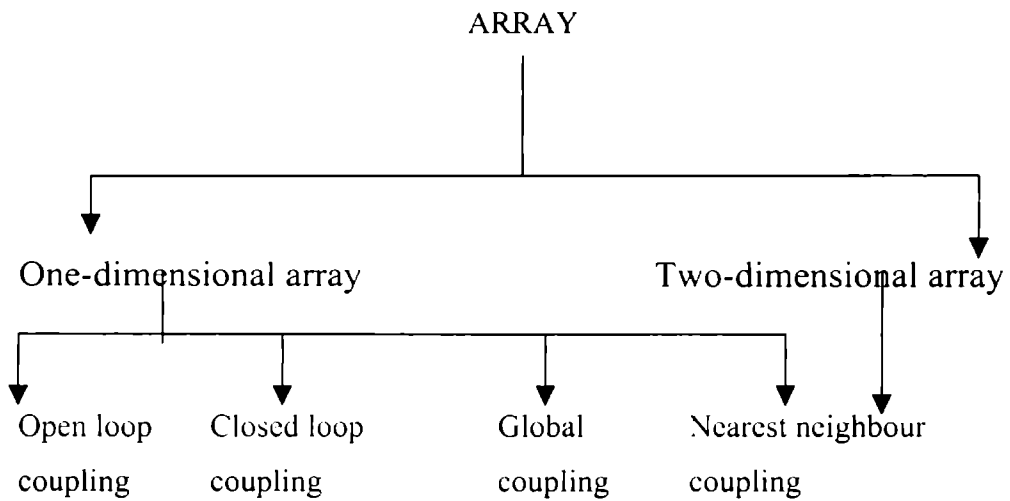 ARRAY
One-dimensional array
Two-dimensional array
Open loop
coupling
Closed loop
coupling
Global
coupling
Nearest neighbour
coupling